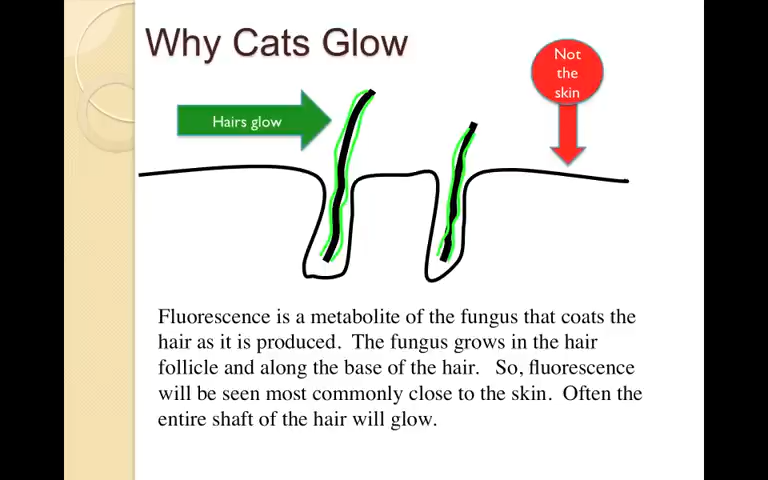 Why Cats Glow
Not
the
skin
Hairs glow
Fluorescence is a metabolite of the fungus that coats the
hair as it is produced.  The fungus grows in the hair
follicle and along the base of the hair.   So, fluorescence
will be seen most commonly close to the skin.  Often the
entire shaft of the hair will glow.